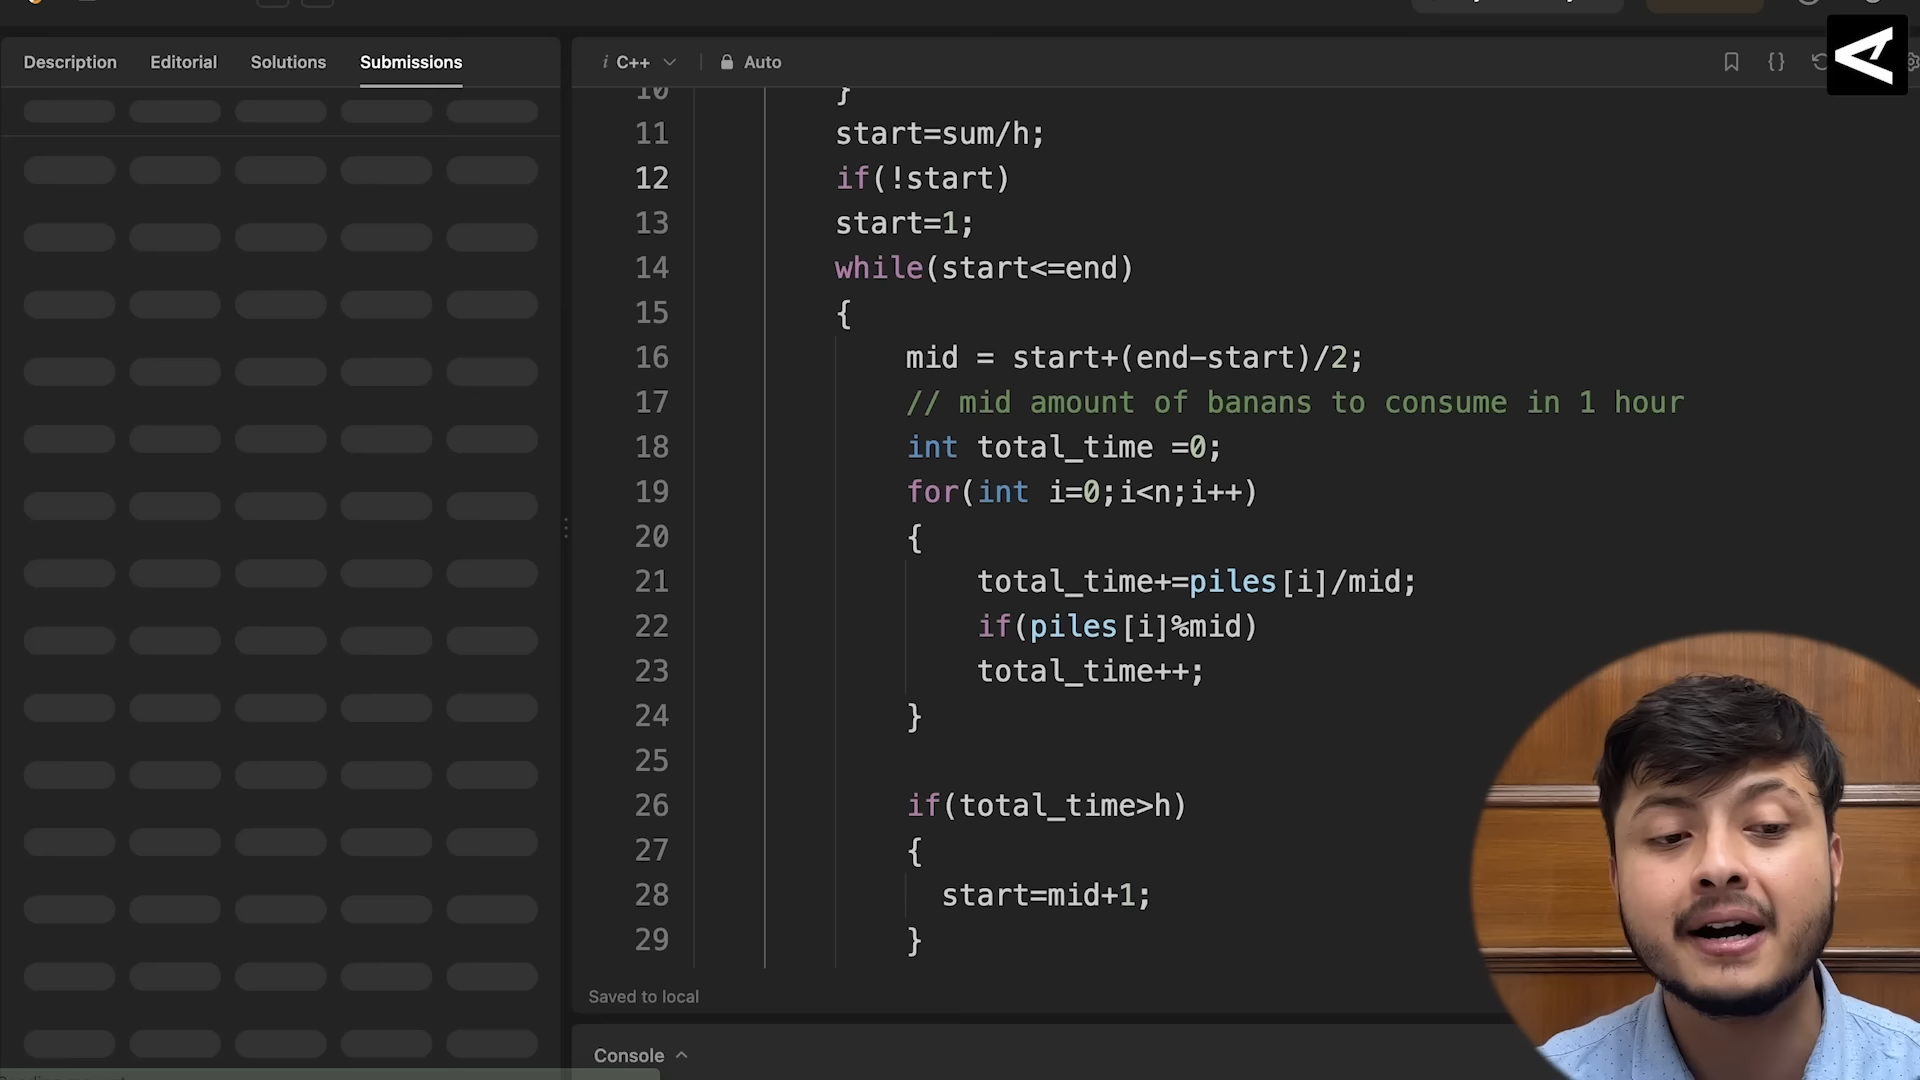 Description Editorial Solutions Submissions
i C++ Auto {}
10 }
11 start=sum/h;
12 if(!start)
13 start=1;
14 while(start<=end)
15 {
16 mid = start+(end-start)/2;
17 // mid amount of banans to consume in 1 hour
18 int total_time =0;
19 for(int i=0;i<n;i++)
20 {
21 total_time+=piles[i]/mid;
22 if(piles[i]%mid)
23 total_time++;
24 }
25
26 if(total_time>h)
27 {
28 start=mid+1;
29 }
Saved to local
Console